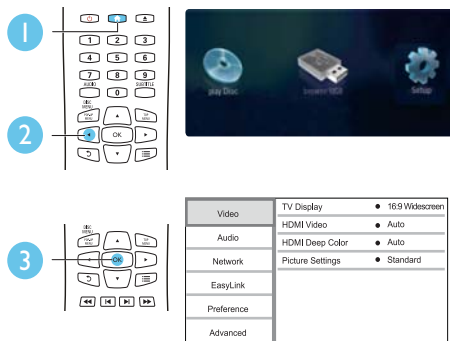 1
1 2 3
4 5 6
7 8 9
AUDIO SUBTITLE
0
DISC MENU
POP-UP MENU
TOP MENU
2
OK
play Disc
browse USB
Setup
DISC MENU
POP-UP MENU
TOP MENU
3
OK
Video
Audio
Network
EasyLink
Preference
Advanced
TV Display ● 16:9 Widescreen
HDMI Video ● Auto
HDMI Deep Color ● Auto
Picture Settings ● Standard